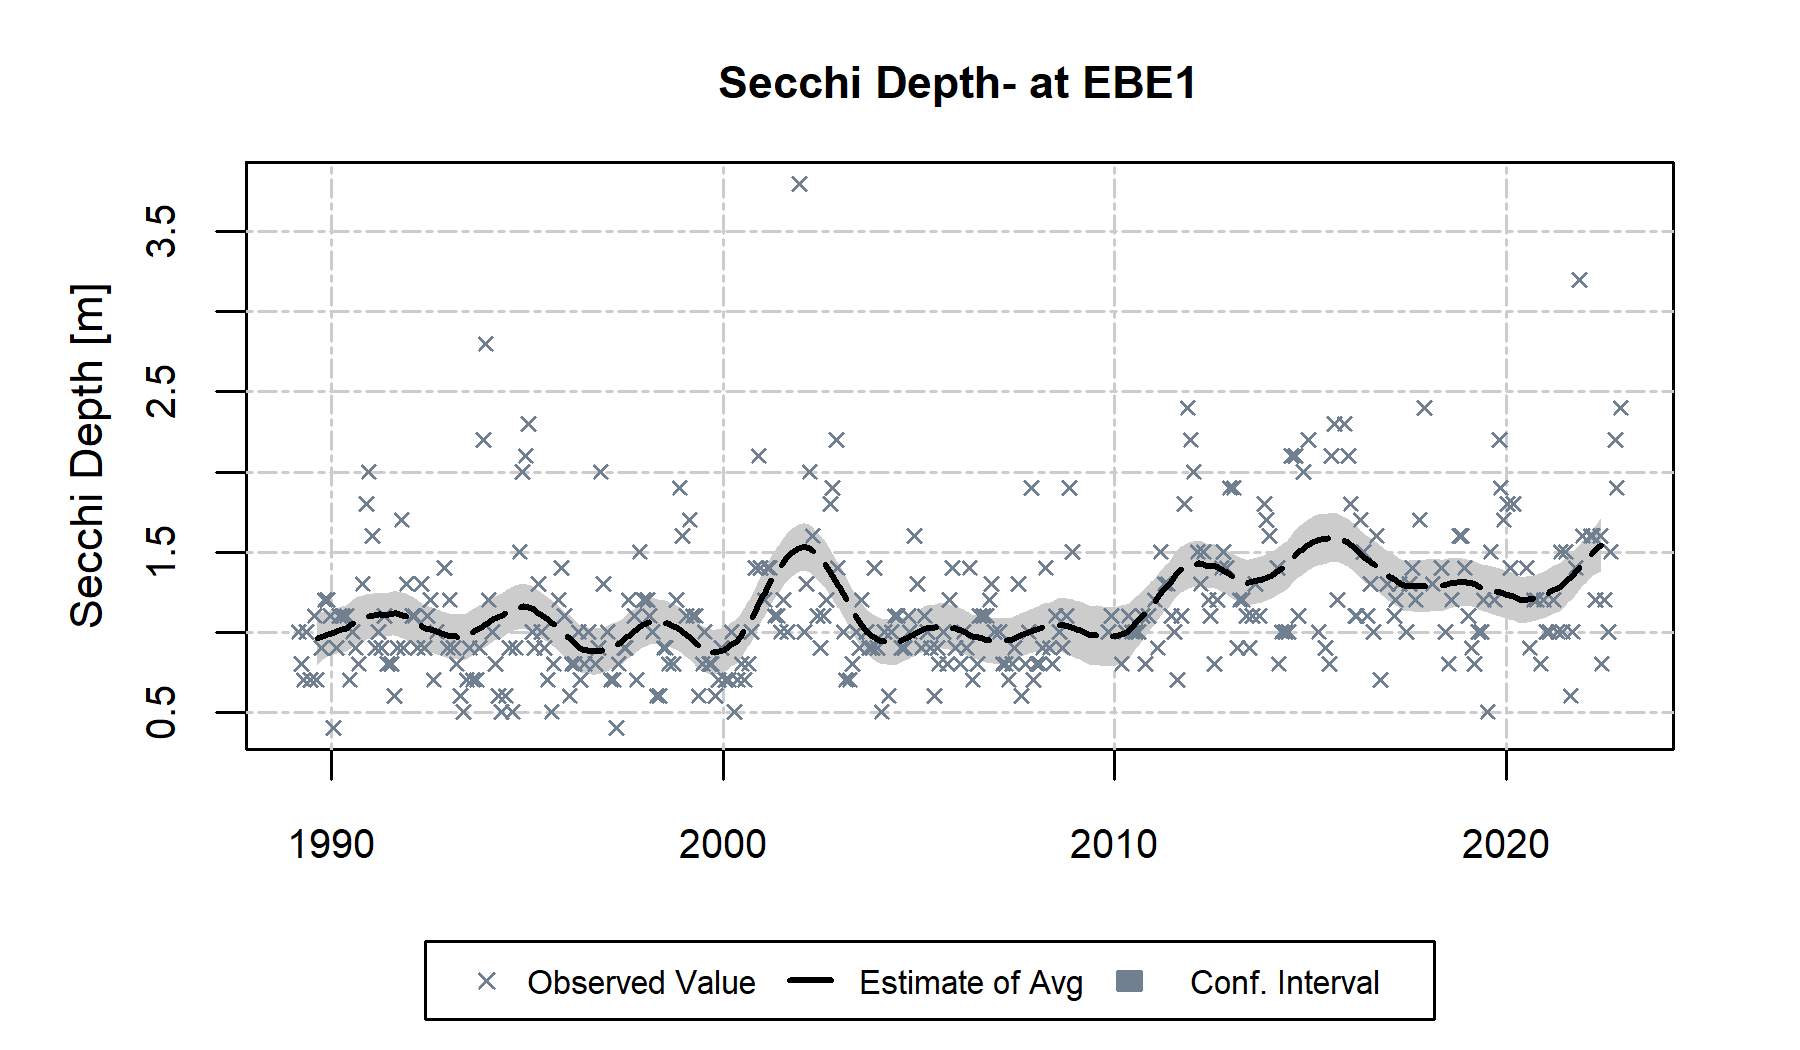 Secchi Depth- at EBE1
Secchi Depth [m]
3.5
2.5
1.5
0.5
1990 2000 2010 2020
Observed Value Estimate of Avg Conf. Interval